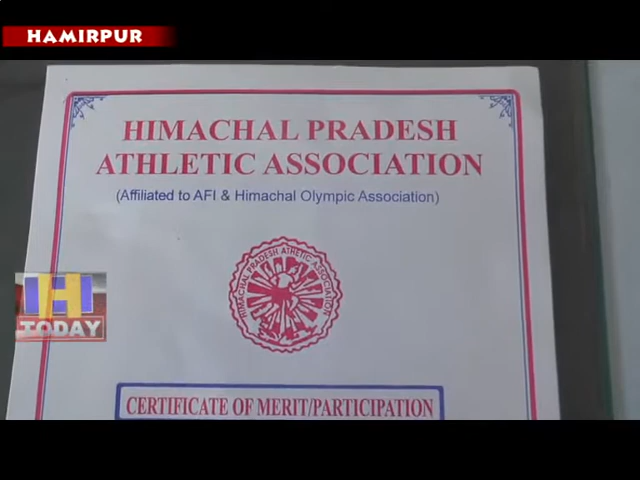 HAMIRPUR
HIMACHAL PRADESH
ATHLETIC ASSOCIATION
(Affiliated to AFI & Himachal Olympic Association)
HIMACHAL PRADESH ATHLETIC ASSOCIATION
H
TODAY
CERTIFICATE OF MERIT/PARTICIPATION